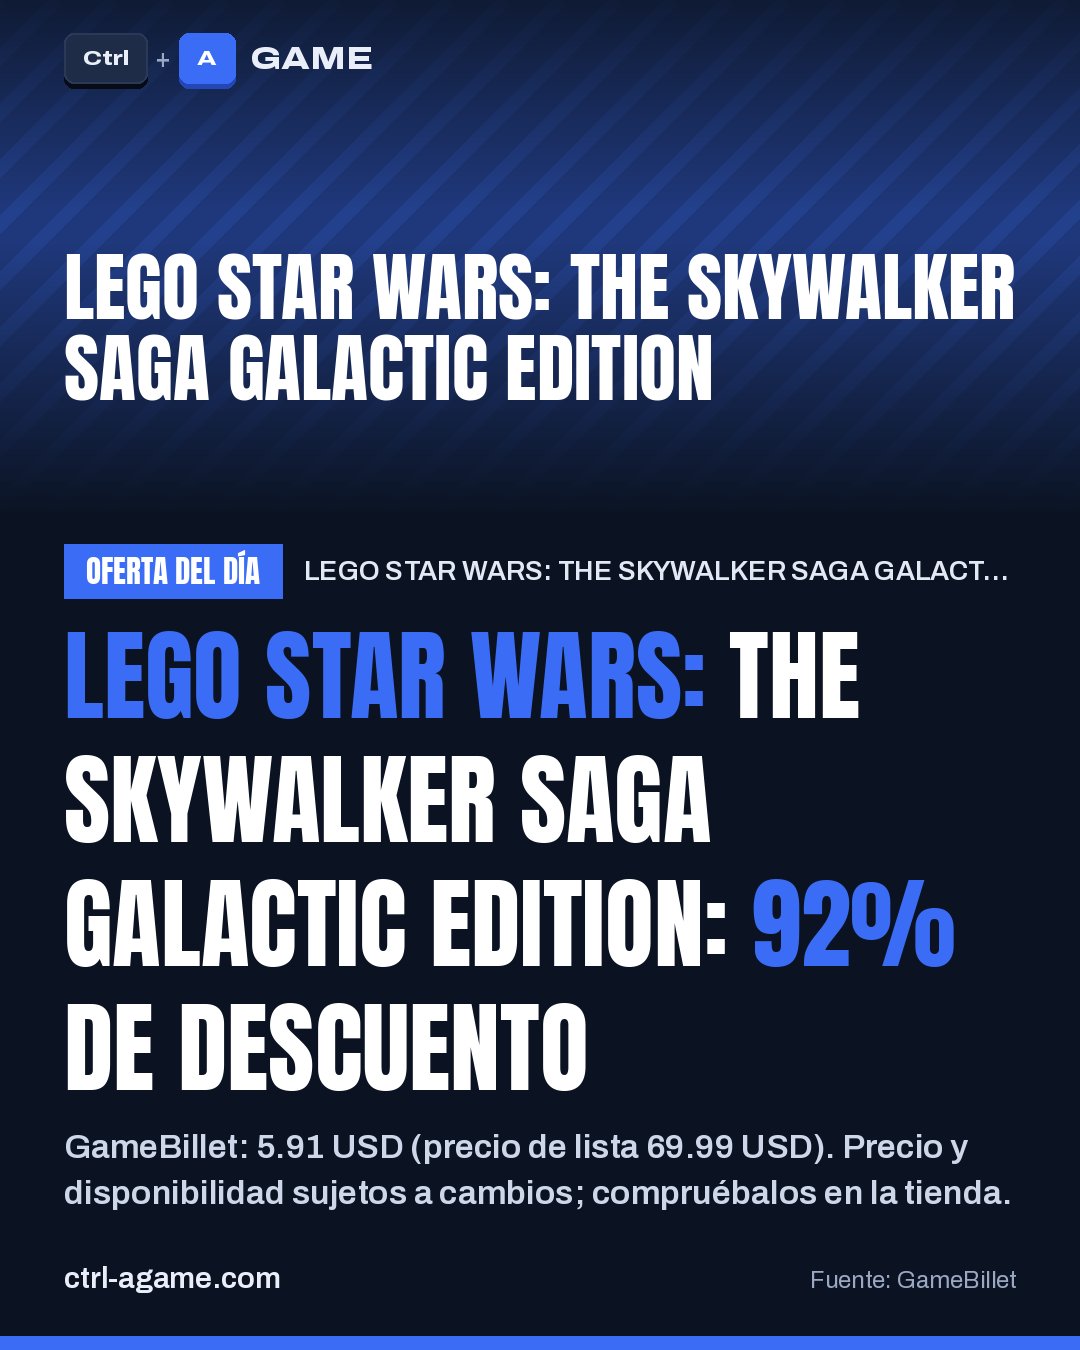 Ctrl + A GAME
LEGO STAR WARS: THE SKYWALKER
SAGA GALACTIC EDITION
OFERTA DEL DÍA LEGO STAR WARS: THE SKYWALKER SAGA GALACT...
LEGO STAR WARS: THE
SKYWALKER SAGA
GALACTIC EDITION: 92%
DE DESCUENTO
GameBillet: 5.91 USD (precio de lista 69.99 USD). Precio y
disponibilidad sujetos a cambios; compruébalos en la tienda.
ctrl-agame.com Fuente: GameBillet